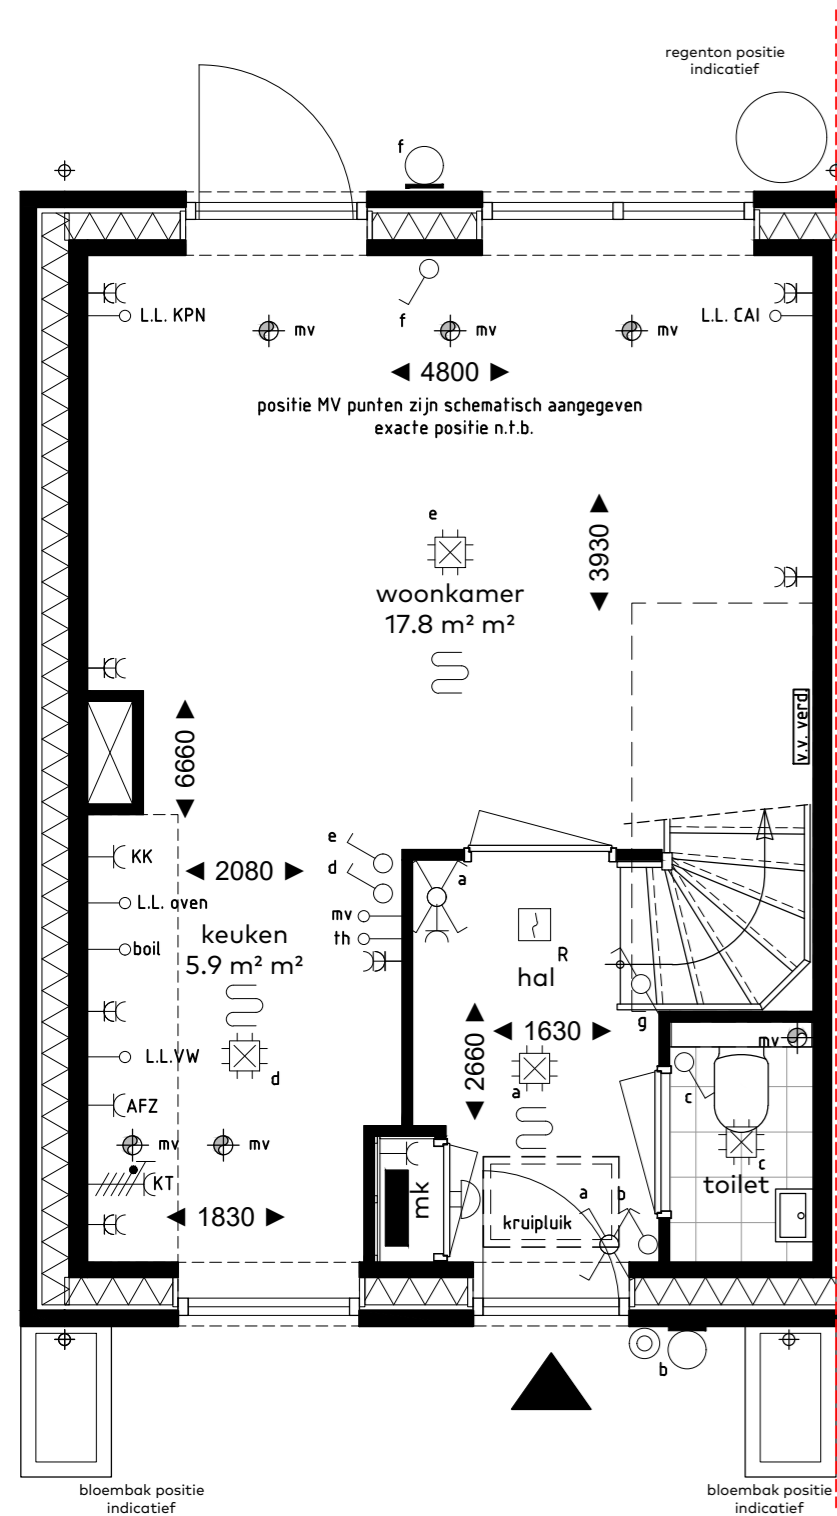 regenton positie
indicatief
f
f
L.L. KPN
mv
mv
mv
L.L. CAI
4800
positie MV punten zijn schematisch aangegeven
exacte positie n.t.b.
e
3930
woonkamer
17.8 m² m²
v.v. verd
6660
e
d
a
KK
2080
L.L. oven
mv
th
keuken
5.9 m² m²
boil
R
hal
g
1630
2660
mv
L.L.VW
d
a
c
AFZ
mv
mv
c
toilet
KT
mk
a
b
kruipluik
1830
b
bloembak positie
indicatief
bloembak positie
indicatief